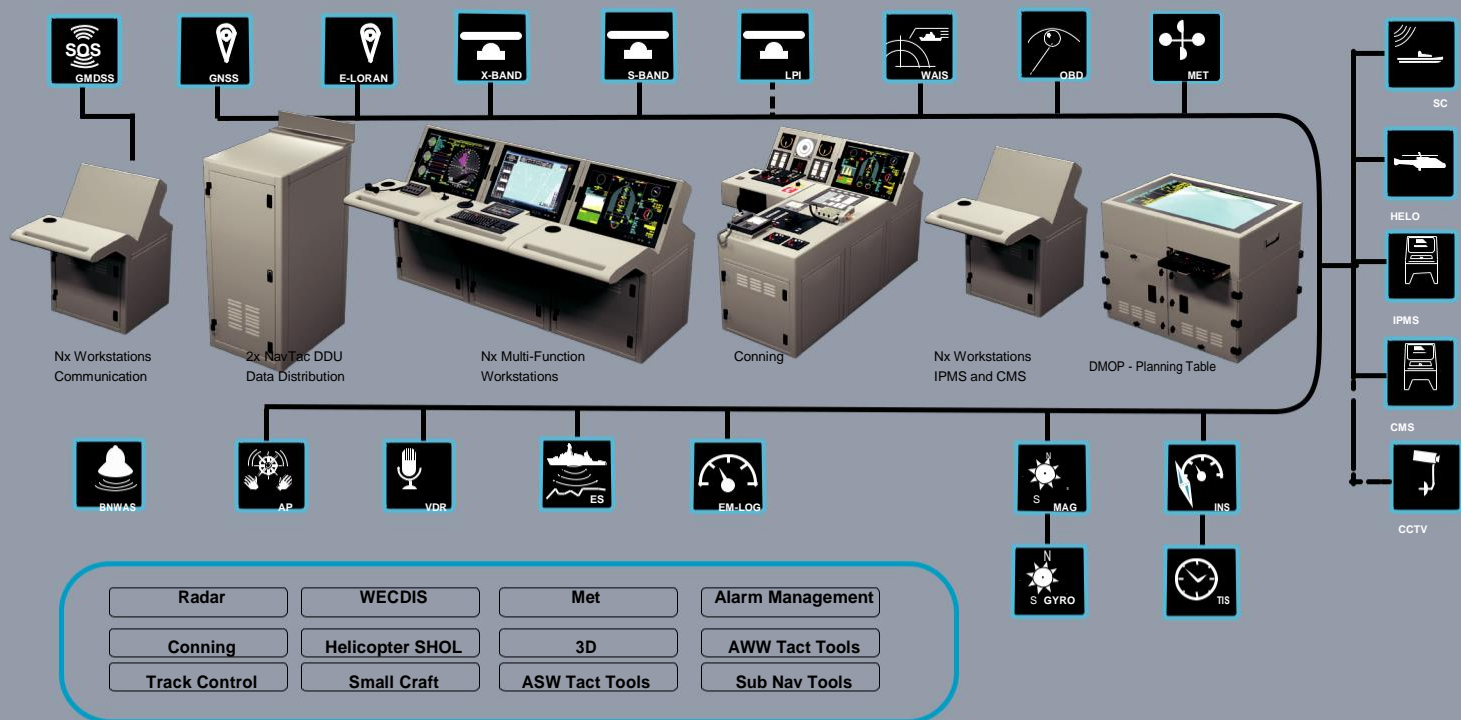 SOS
GMDSS
GNSS
E-LORAN
X-BAND
S-BAND
LPI
WAIS
OBD
MET
SC
HELO
IPMS
CMS
CCTV
Nx Workstations
Communication
2x NavTac DDU
Data Distribution
Nx Multi-Function
Workstations
Conning
Nx Workstations
IPMS and CMS
DMOP - Planning Table
BNWAS
AP
VDR
ES
EM-LOG
N
S
MAG
INS
N
S GYRO
TIS
Radar
WECDIS
Met
Alarm Management
Conning
Helicopter SHOL
3D
AWW Tact Tools
Track Control
Small Craft
ASW Tact Tools
Sub Nav Tools